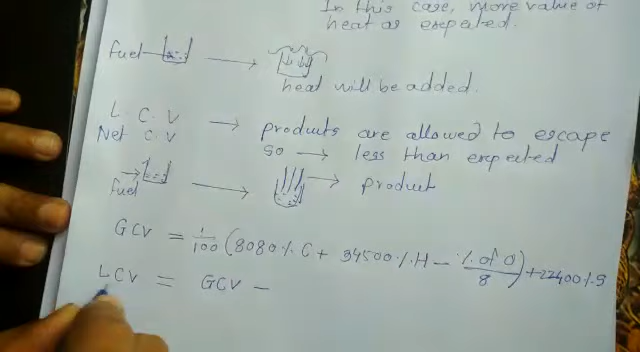 In this case, more value of
heat as expected.
fuel
heat will be added.
L C V → products are allowed to escape
Net C V
so → less than expected
fuel → product
GCV = 1/100 (8080 % C + 34500 % H - % of O / 8) + 22400 % S
LCV = GCV -